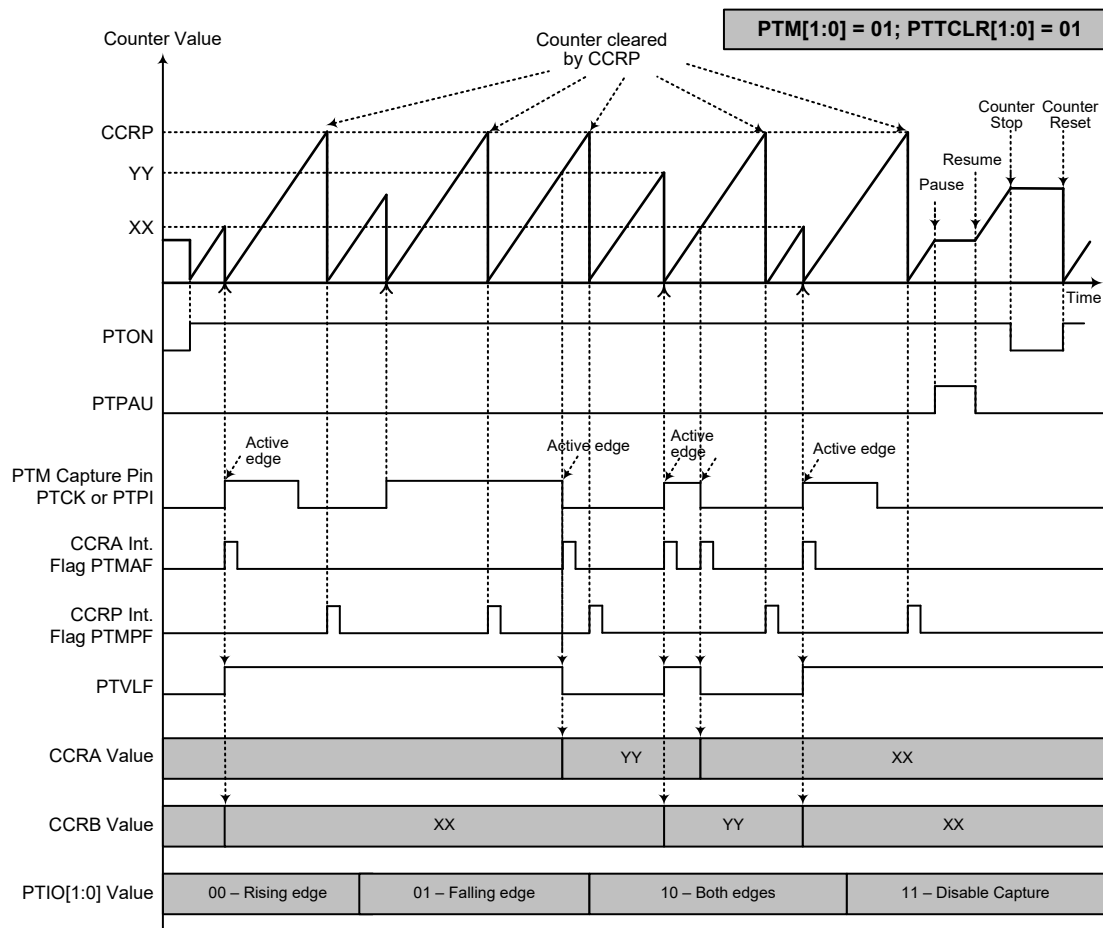 PTM[1:0] = 01; PTTCLR[1:0] = 01
Counter Value
Counter cleared
by CCRP
Counter
Stop
Counter
Reset
CCRP
YY
Resume
Pause
XX
Time
PTON
PTPAU
Active
edge
Active edge
Active
edge
Active edge
PTM Capture Pin
PTCK or PTPI
CCRA Int.
Flag PTMAF
CCRP Int.
Flag PTMPF
PTVLF
CCRA Value
YY
XX
CCRB Value
XX
YY
XX
PTIO[1:0] Value
00 – Rising edge
01 – Falling edge
10 – Both edges
11 – Disable Capture